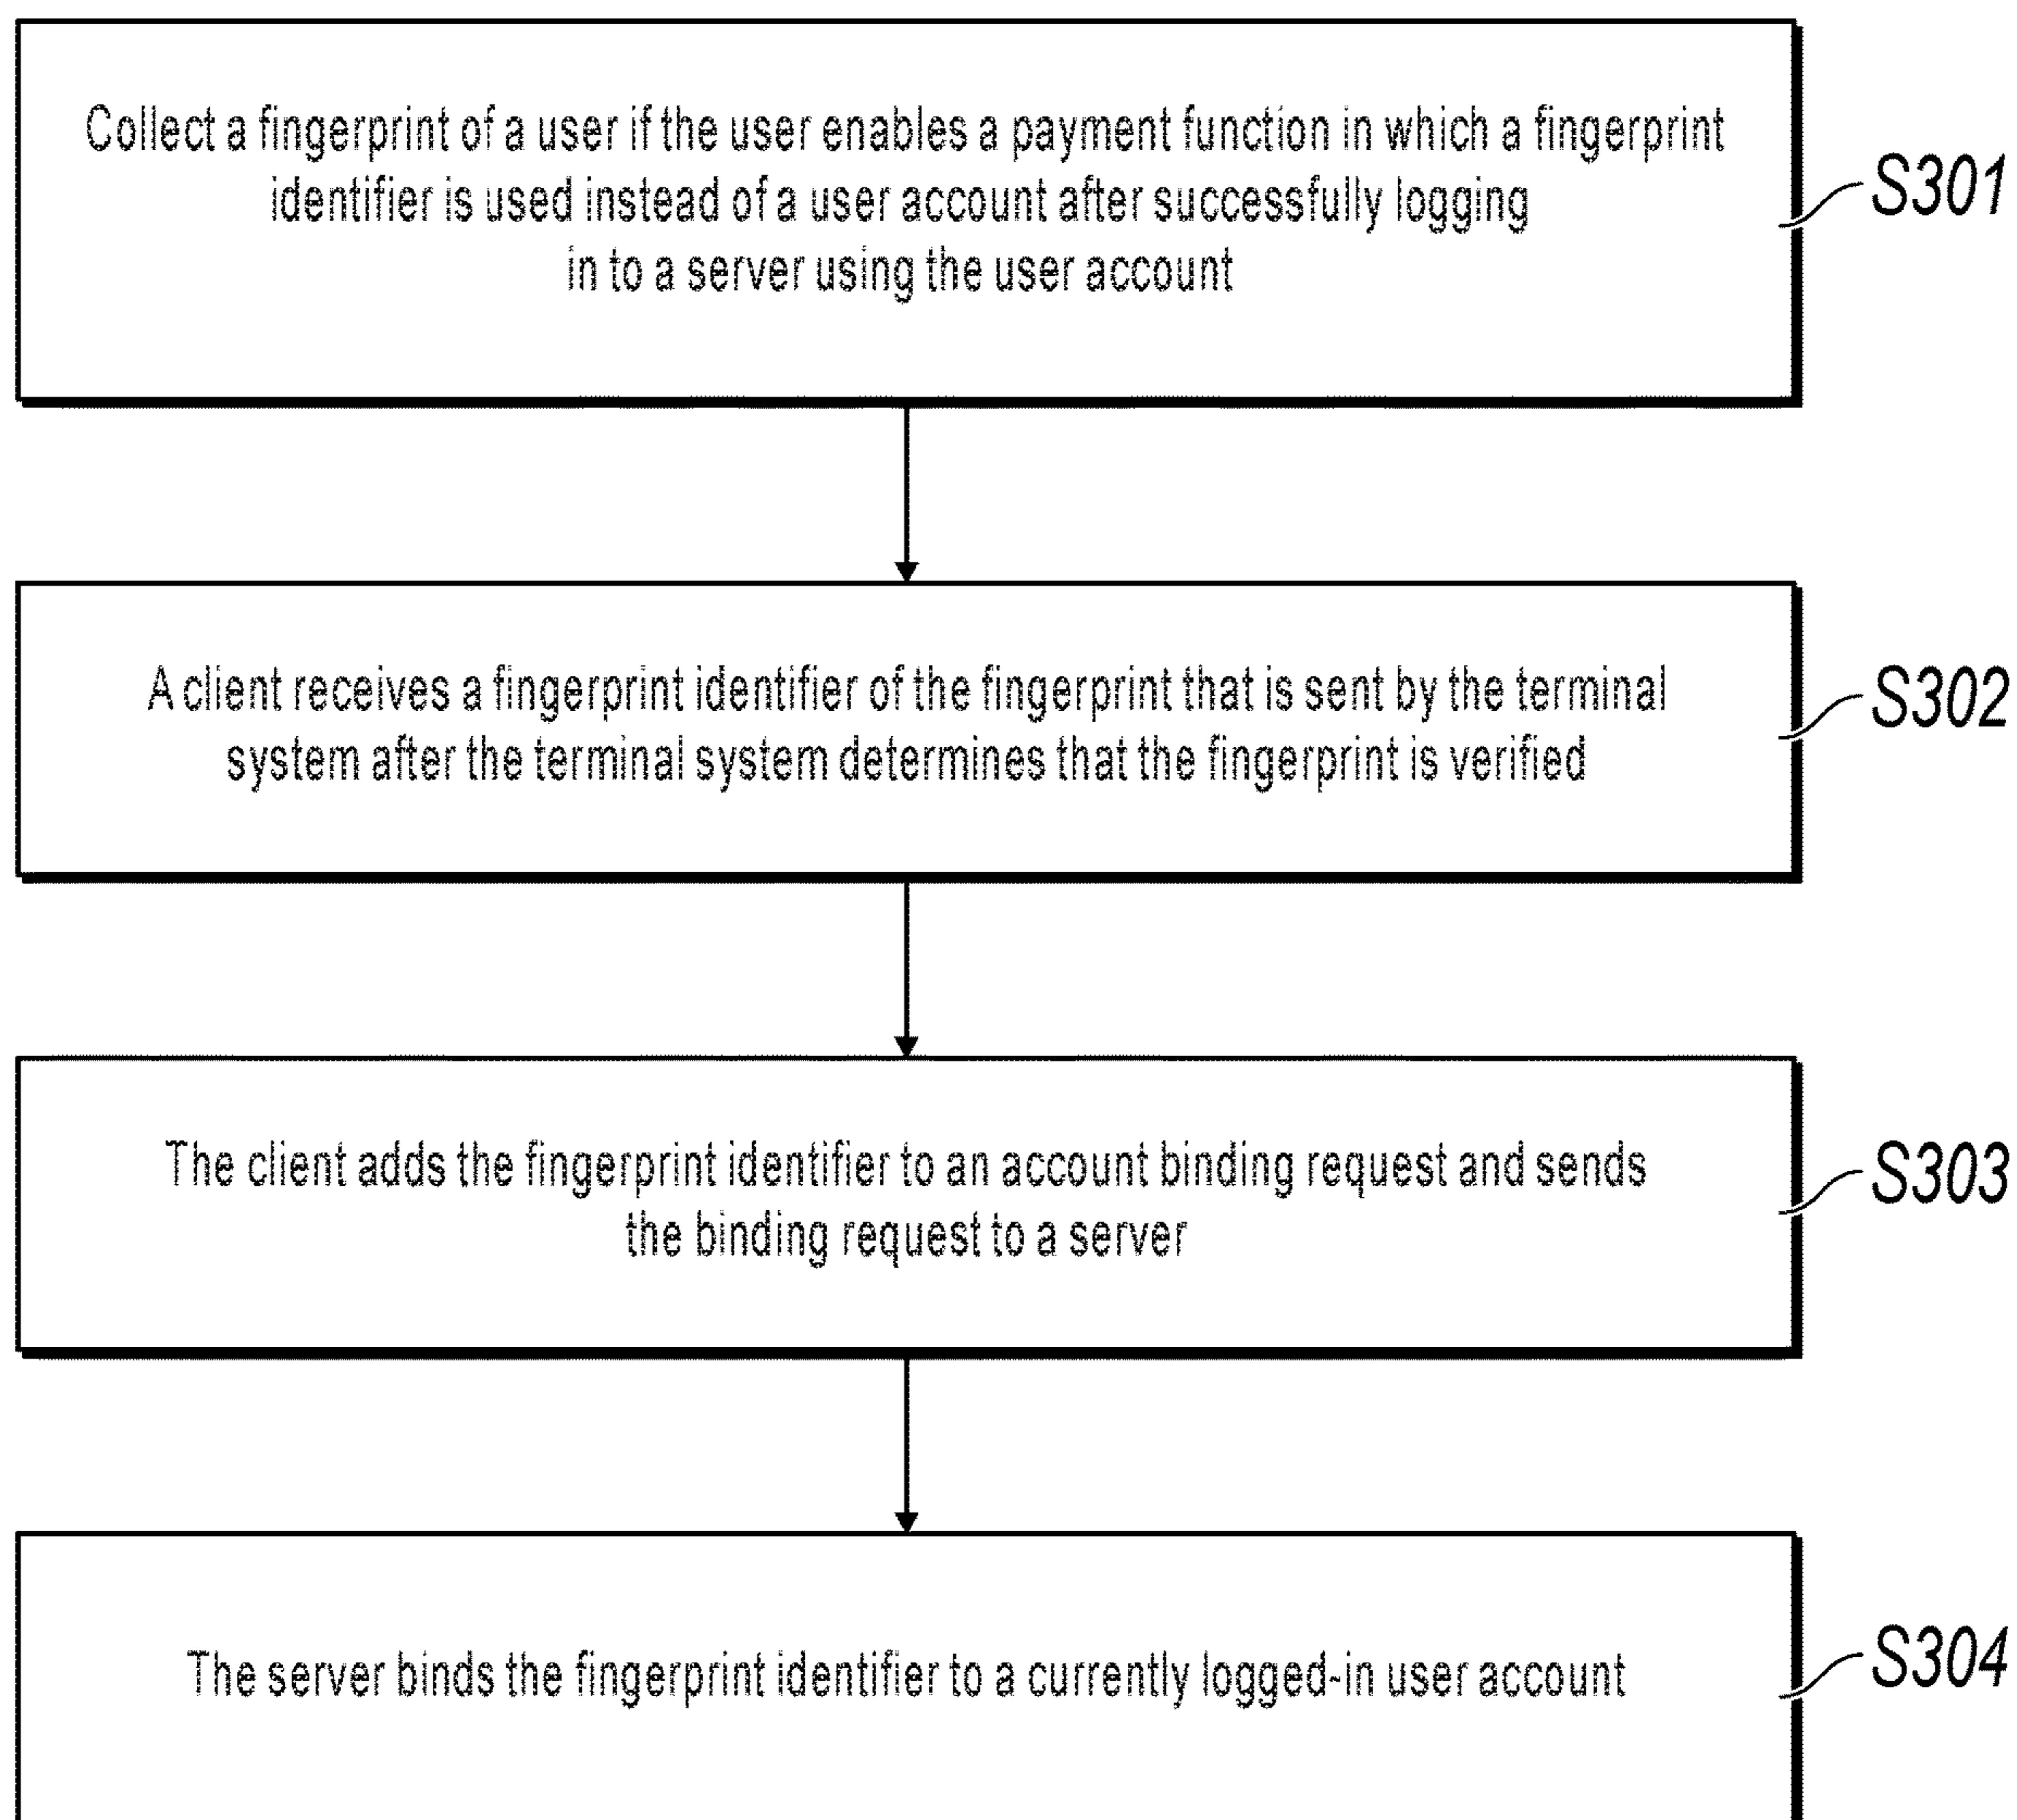 Collect a fingerprint of a user if the user enables a payment function in which a fingerprint
identifier is used instead of a user account after successfully logging
in to a server using the user account
S301
A client receives a fingerprint identifier of the fingerprint that is sent by the terminal
system after the terminal system determines that the fingerprint is verified
S302
The client adds the fingerprint identifier to an account binding request and sends
the binding request to a server
S303
The server binds the fingerprint identifier to a currently logged-in user account
S304